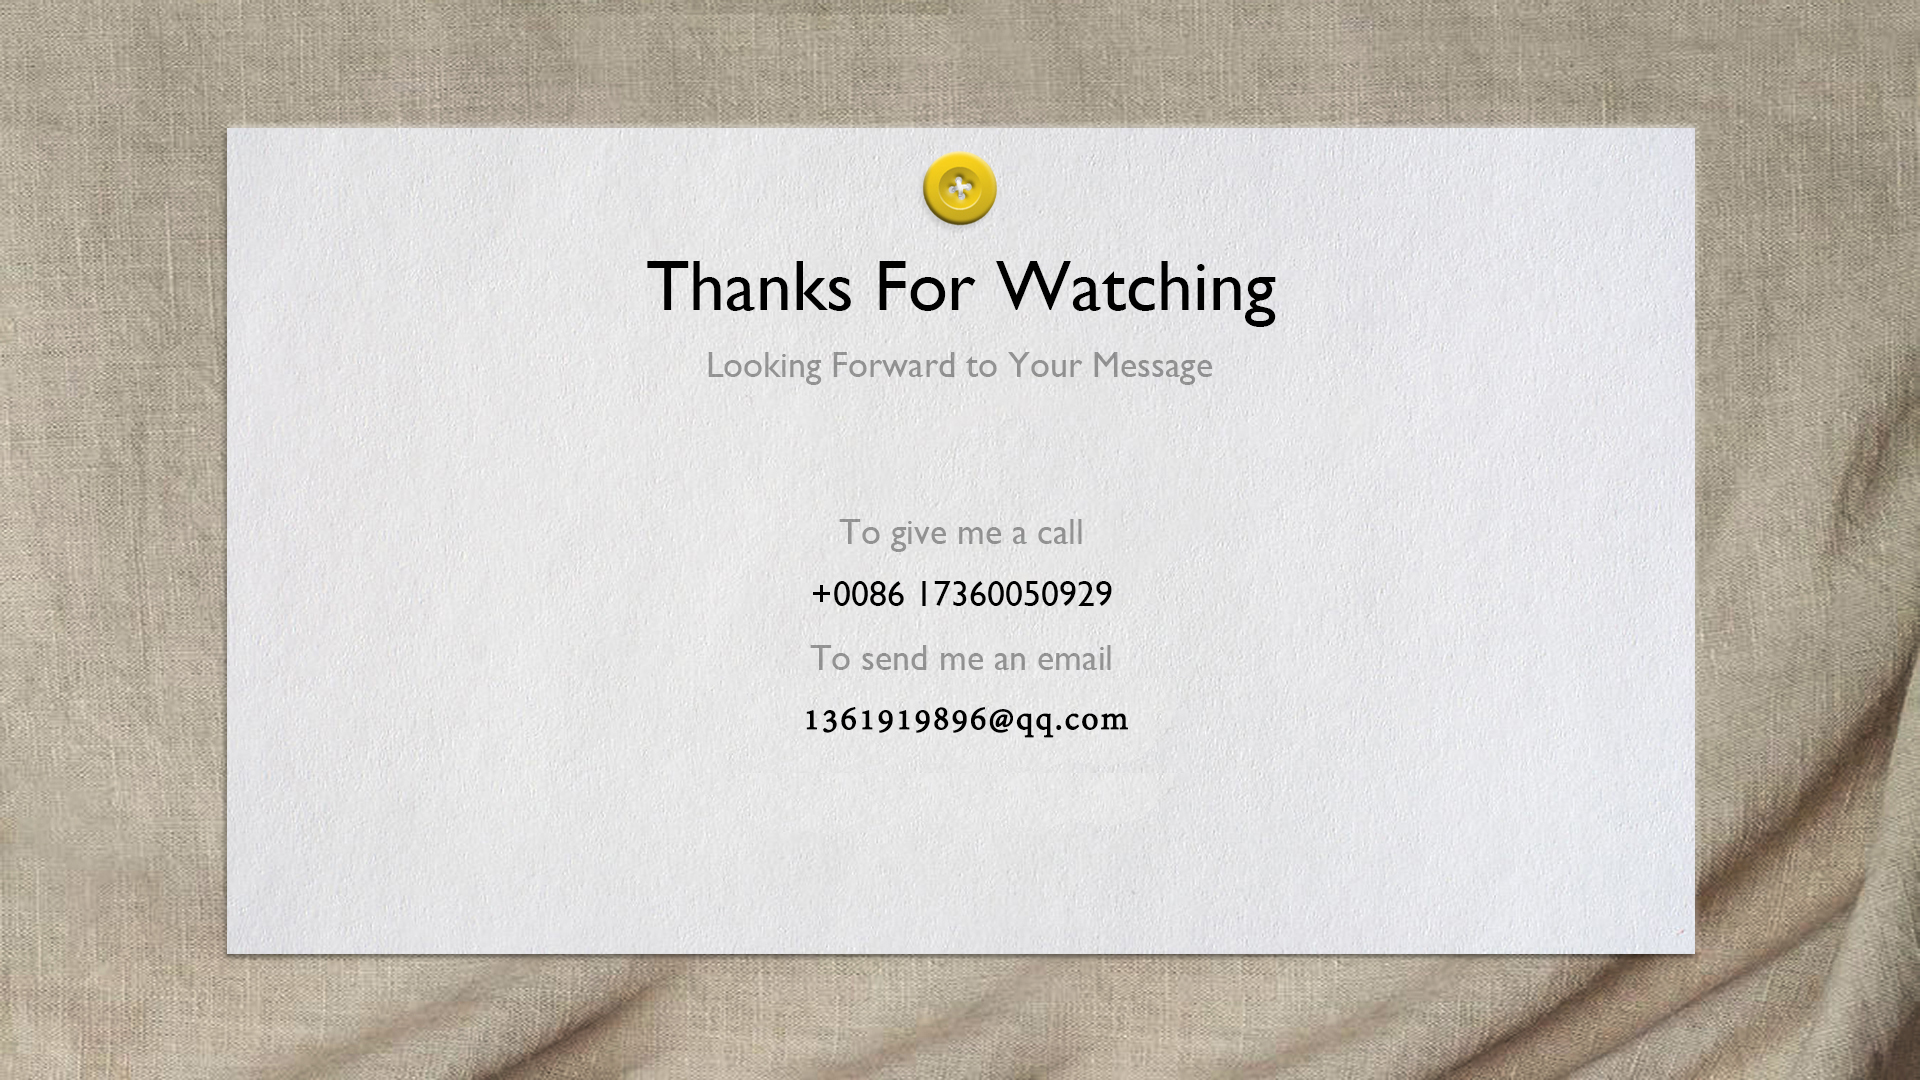 Thanks For Watching
Looking Forward to Your Message
To give me a call
+0086 17360050929
To send me an email
1361919896@qq.com